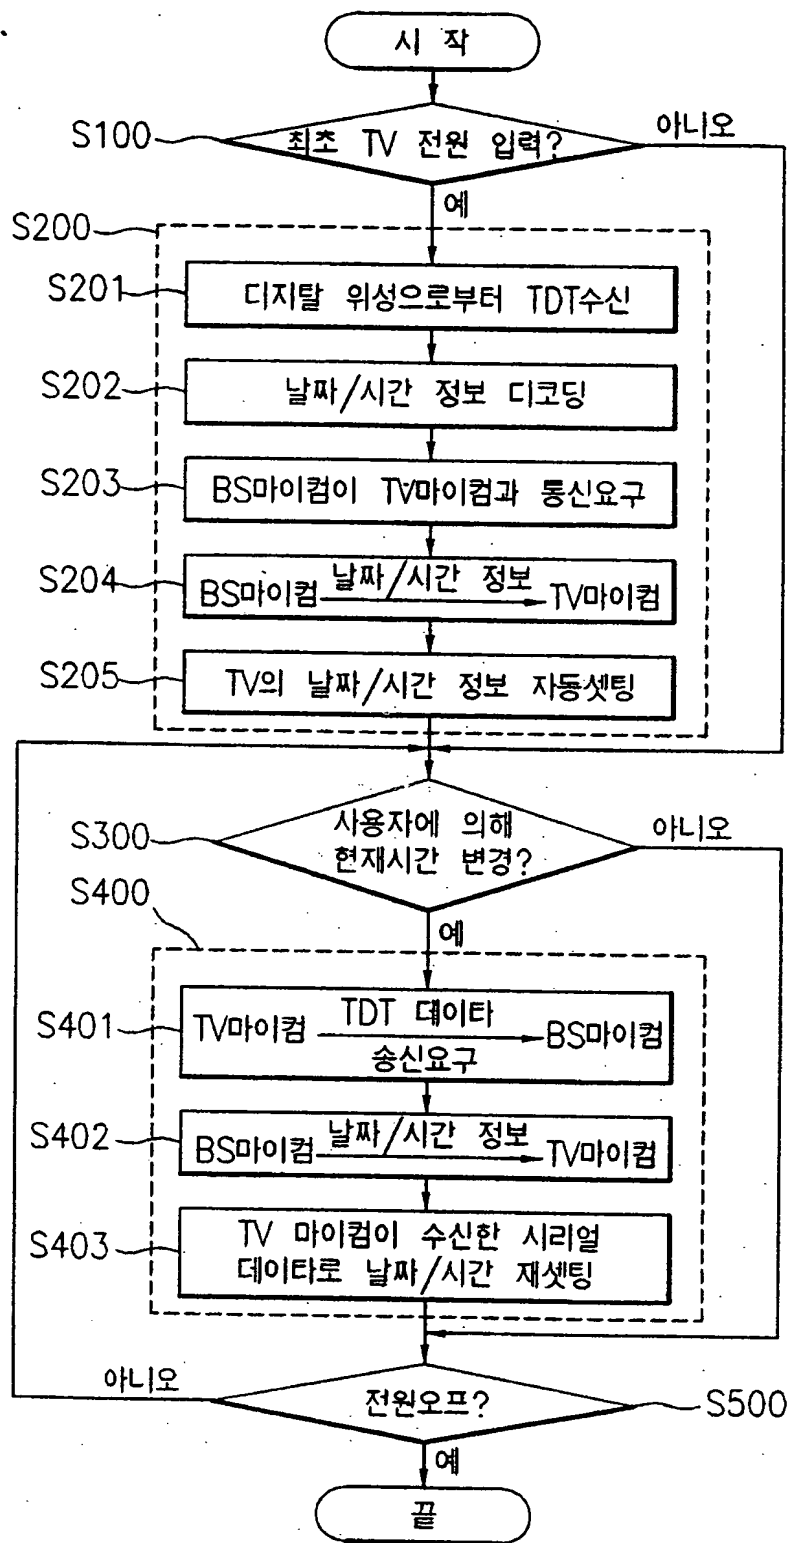 시 작
S100
최초 TV 전원 입력?
아니오
예
S200
S201
디지탈 위성으로부터 TDT수신
S202
날짜/시간 정보 디코딩
S203
BS마이컴이 TV마이컴과 통신요구
S204
BS마이컴 날짜/시간 정보 TV마이컴
S205
TV의 날짜/시간 정보 자동셋팅
S300
사용자에 의해
현재시간 변경?
아니오
예
S400
S401
TV마이컴 TDT 데이타 BS마이컴
송신요구
S402
BS마이컴 날짜/시간 정보 TV마이컴
S403
TV 마이컴이 수신한 시리얼
데이타로 날짜/시간 재셋팅
아니오
전원오프?
S500
예
끝